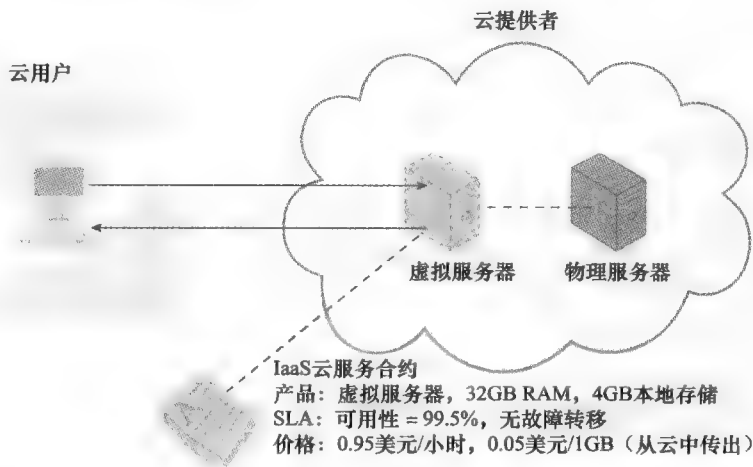 云提供者
云用户
虚拟服务器
物理服务器
IaaS云服务合约
产品：虚拟服务器，32GB RAM，4GB本地存储
SLA：可用性 = 99.5%，无故障转移
价格：0.95美元/小时，0.05美元/1GB（从云中传出）